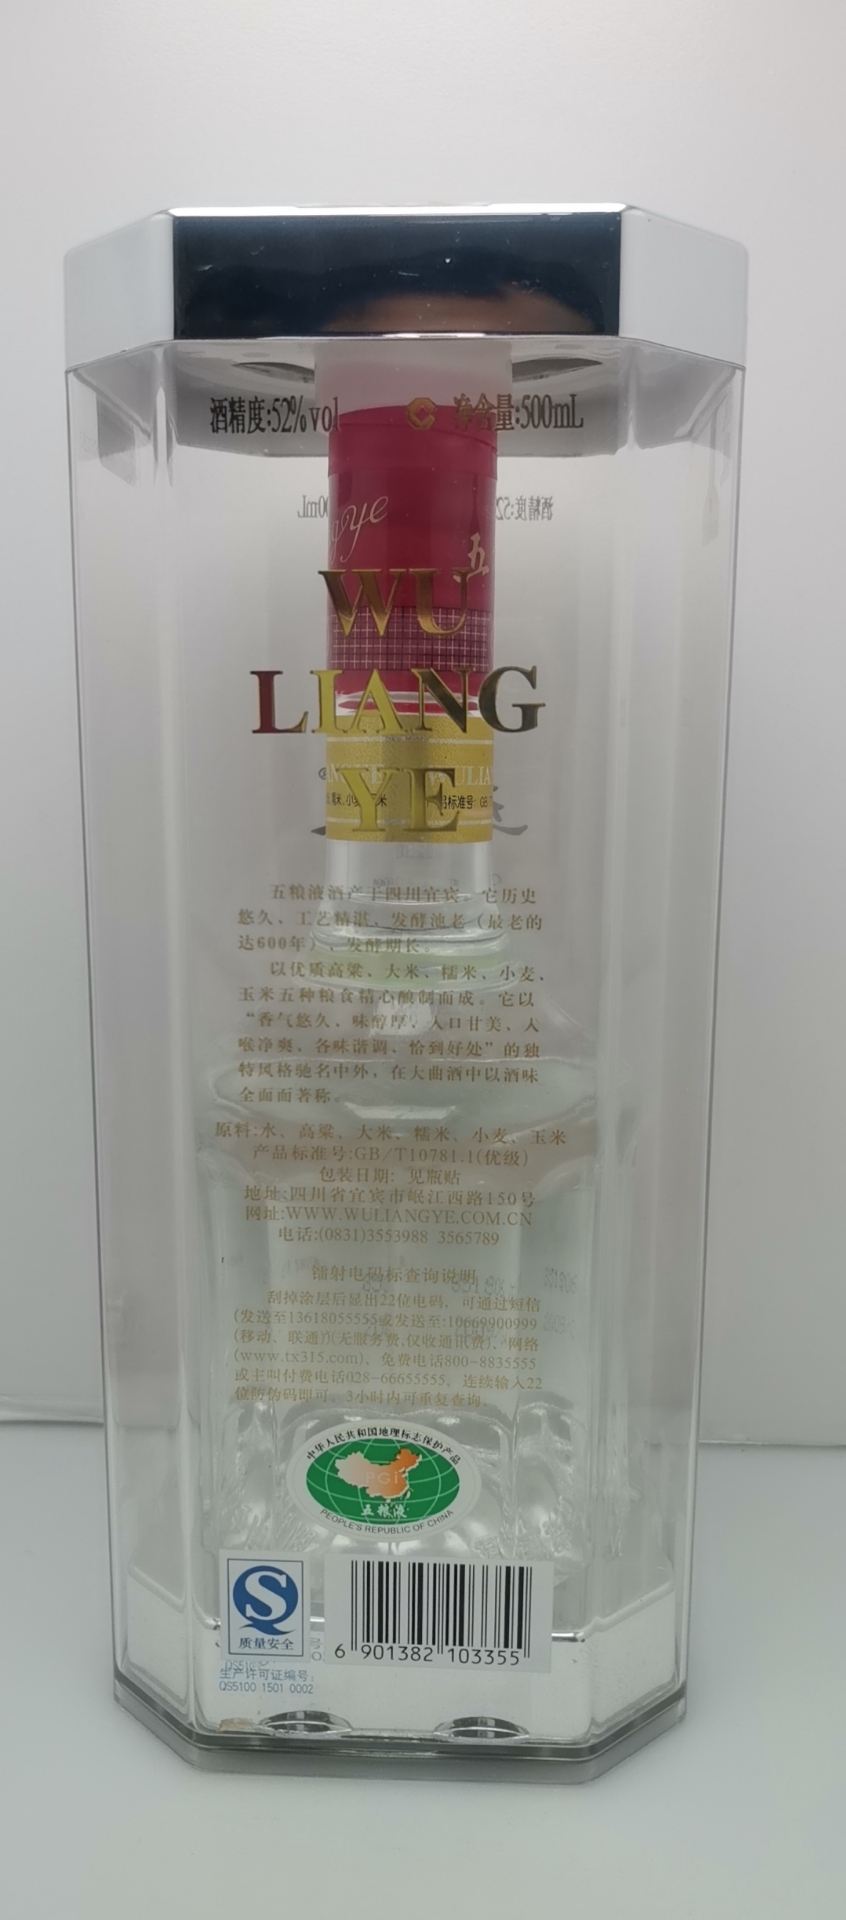 酒精度:52%vol 净含量:500mL
gye
五
WU
LIANG
YE
五粮液酒产于四川宜宾。它历史
悠久、工艺精湛、发酵池老（最老的
达600年）、发酵期长。
以优质高粱、大米、糯米、小麦、
玉米五种粮食精心酿制而成。它以
“香气悠久、味醇厚、入口甘美、入
喉净爽、各味谐调、恰到好处”的独
特风格驰名中外，在大曲酒中以酒味
全面而著称。
原料:水、高粱、大米、糯米、小麦、玉米
产品标准号:GB/T10781.1(优级)
包装日期: 见瓶贴
地址:四川省宜宾市岷江西路150号
网址:WWW.WULIANGYE.COM.CN
电话:(0831)3553988 3565789
镭射电码标查询说明
刮掉涂层后显出22位电码，可通过短信
(发送至13618055555或发送至:10669900999
(移动、联通)(无服务费,仅收通讯费)、网络
(www.tx315.com)、免费电话800-8835555
或主叫付费电话028-66655555，连续输入22
位防伪码即可，3小时内可重复查询。
中华人民共和国地理标志保护产品
PGI
五粮液
PEOPLE'S REPUBLIC OF CHINA
质量安全
6 901382 103355
生产许可证编号:
QS5100 1501 0002